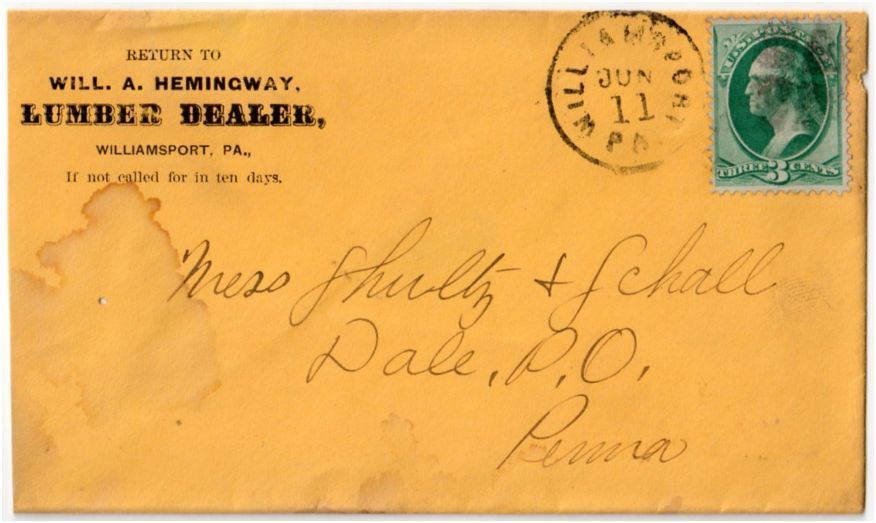 RETURN TO
WILL. A. HEMINGWAY,
LUMBER DEALER,
WILLIAMSPORT, PA.,
If not called for in ten days.
WILLIAMSPORT
JUN
11
PA.
U.S. POSTAGE
THREE 3 CENTS
Mess Shultz + Schall
Dale, P.O.
Penna